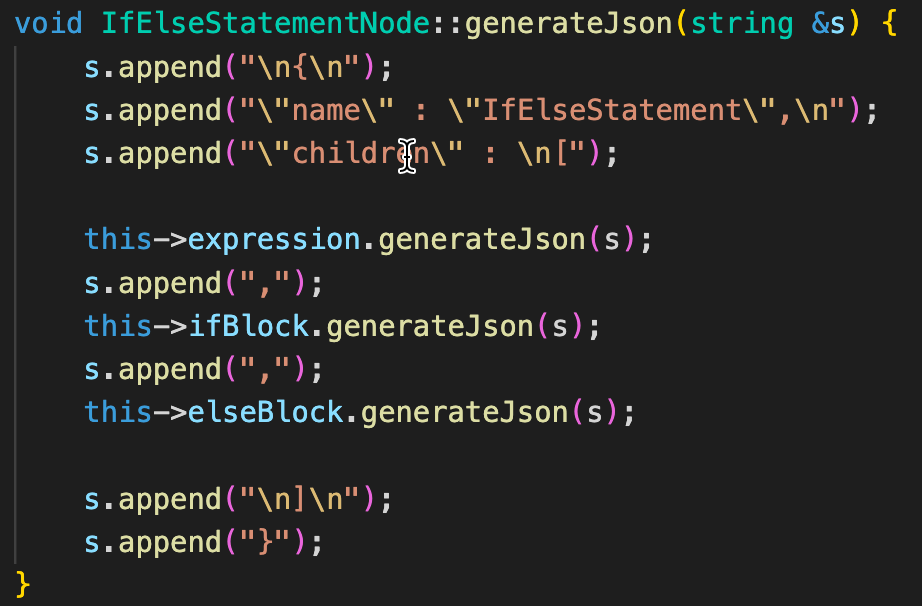 void IfElseStatementNode::generateJson(string &s) {
s.append("\n{\n");
s.append("\"name\" : \"IfElseStatement\",\n");
s.append("\"children\" : \n[");
this->expression.generateJson(s);
s.append(",");
this->ifBlock.generateJson(s);
s.append(",");
this->elseBlock.generateJson(s);
s.append("\n]\n");
s.append("}");
}